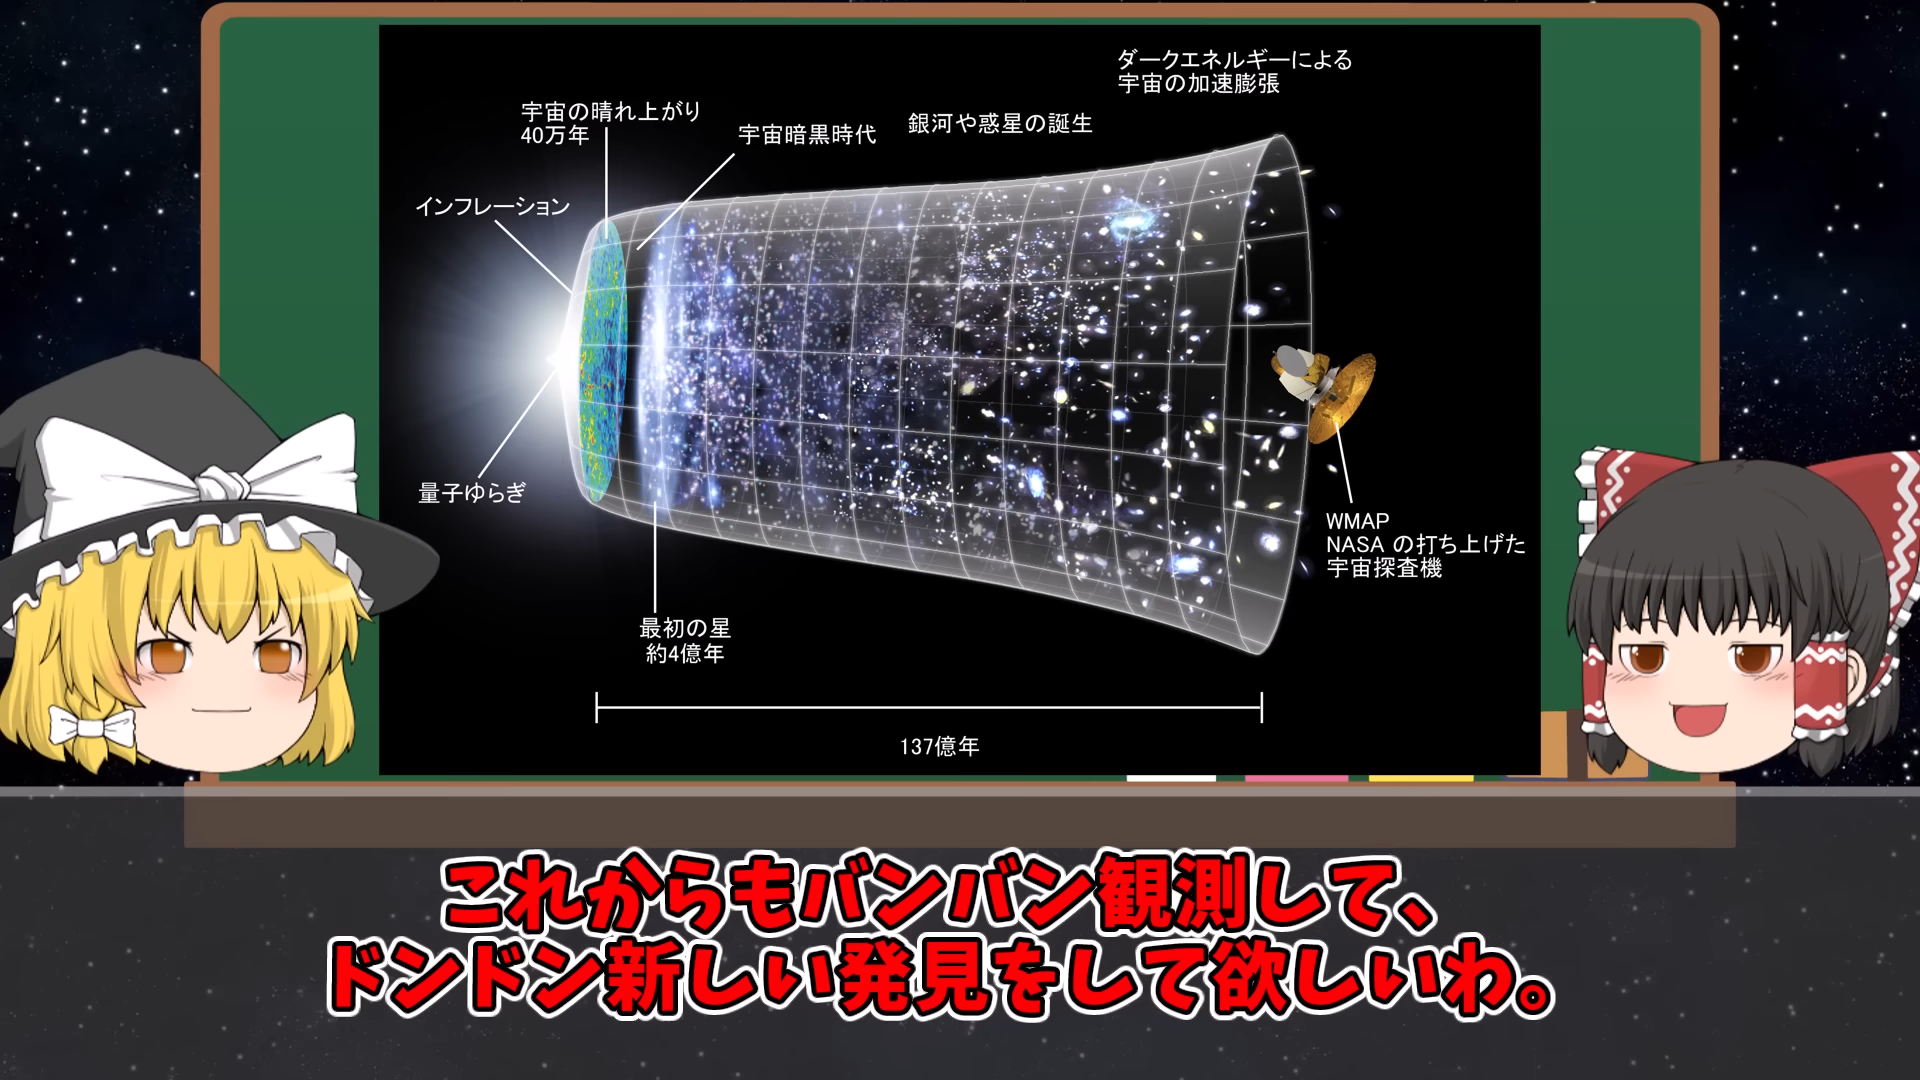 ダークエネルギーによる
宇宙の加速膨張
宇宙の晴れ上がり
40万年
宇宙暗黒時代
銀河や惑星の誕生
インフレーション
量子ゆらぎ
WMAP
NASA の打ち上げた
宇宙探査機
最初の星
約4億年
137億年
これからもバンバン観測して、
ドンドン新しい発見をして欲しいわ。